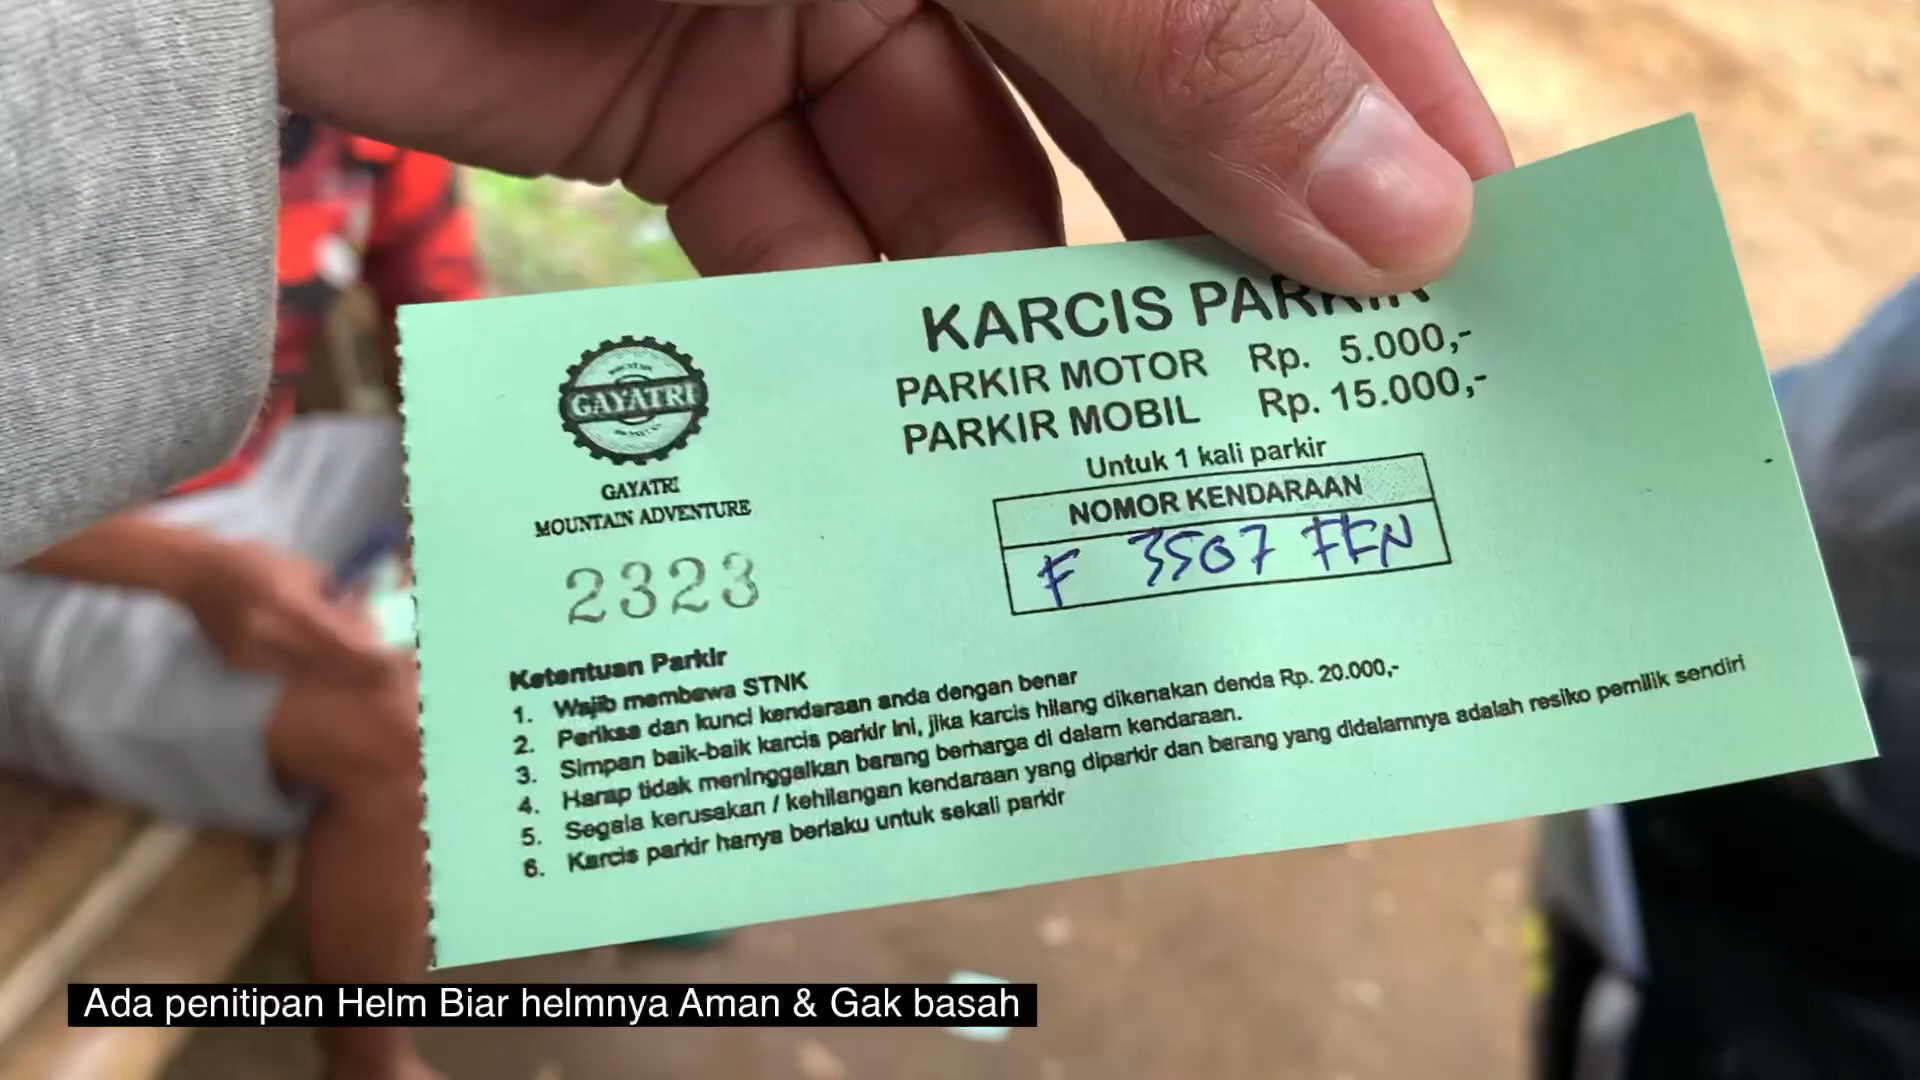 KARCIS PARKIR
PARKIR MOTOR Rp. 5.000,-
PARKIR MOBIL Rp. 15.000,-
Untuk 1 kali parkir
NOMOR KENDARAAN
F 3507 FEN
GAYATRI
GAYATRI
MOUNTAIN ADVENTURE
2323
Ketentuan Parkir
1. Wajib membawa STNK
2. Periksa dan kunci kendaraan anda dengan benar
3. Simpan baik-baik karcis parkir ini, jika karcis hilang dikenakan denda Rp. 20.000,-
4. Harap tidak meninggalkan barang berharga di dalam kendaraan.
5. Segala kerusakan / kehilangan kendaraan yang diparkir dan barang yang didalamnya adalah resiko pemilik sendiri
6. Karcis parkir hanya berlaku untuk sekali parkir
Ada penitipan Helm Biar helmnya Aman & Gak basah